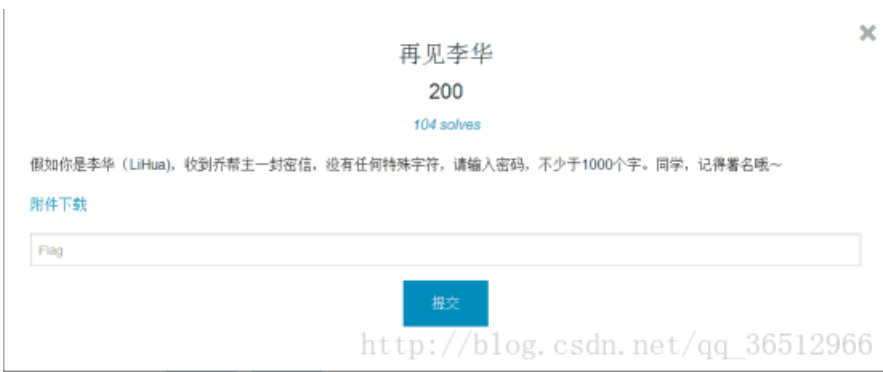 再见李华
200
104 solves
假如你是李华（LiHua)，收到乔帮主一封密信，没有任何特殊字符，请输入密码，不少于1000个字。同学，记得署名哦～
附件下载
Flag
提交
http://blog.csdn.net/qq_36512966